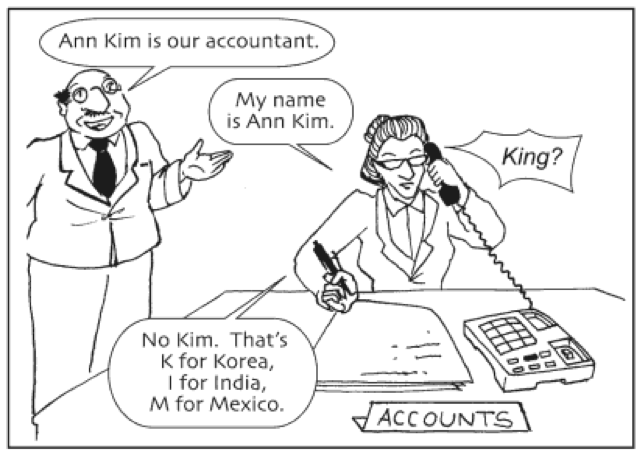 Ann Kim is our accountant.
My name
is Ann Kim.
King?
No Kim. That's
K for Korea,
I for India,
M for Mexico.
ACCOUNTS